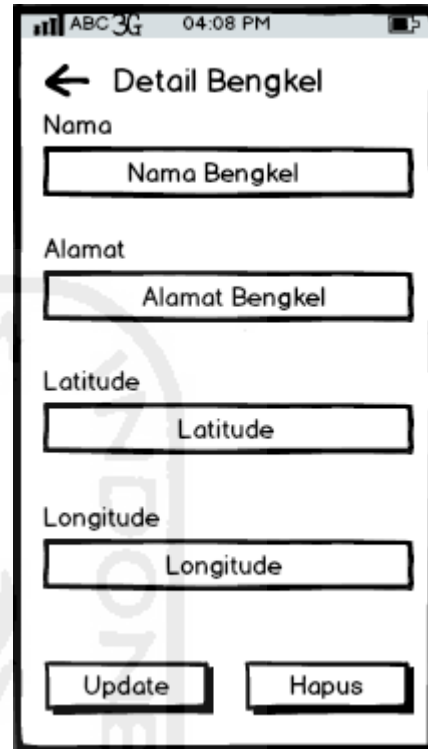 ABC 3G 04:08 PM
Detail Bengkel
Nama
Nama Bengkel
Alamat
Alamat Bengkel
Latitude
Latitude
Longitude
Longitude
Update Hapus
INDONE